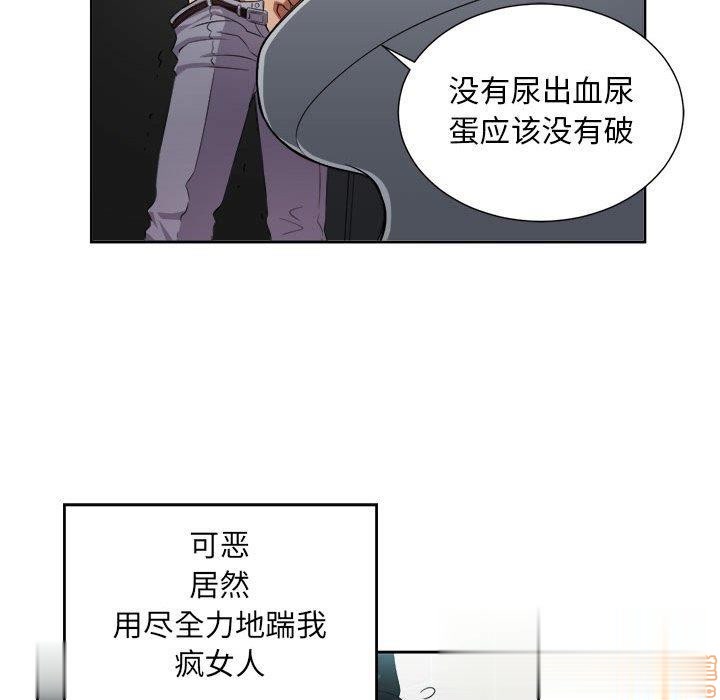 没有尿出血尿
蛋应该没有破
可恶
居然
用尽全力地踹我
疯女人